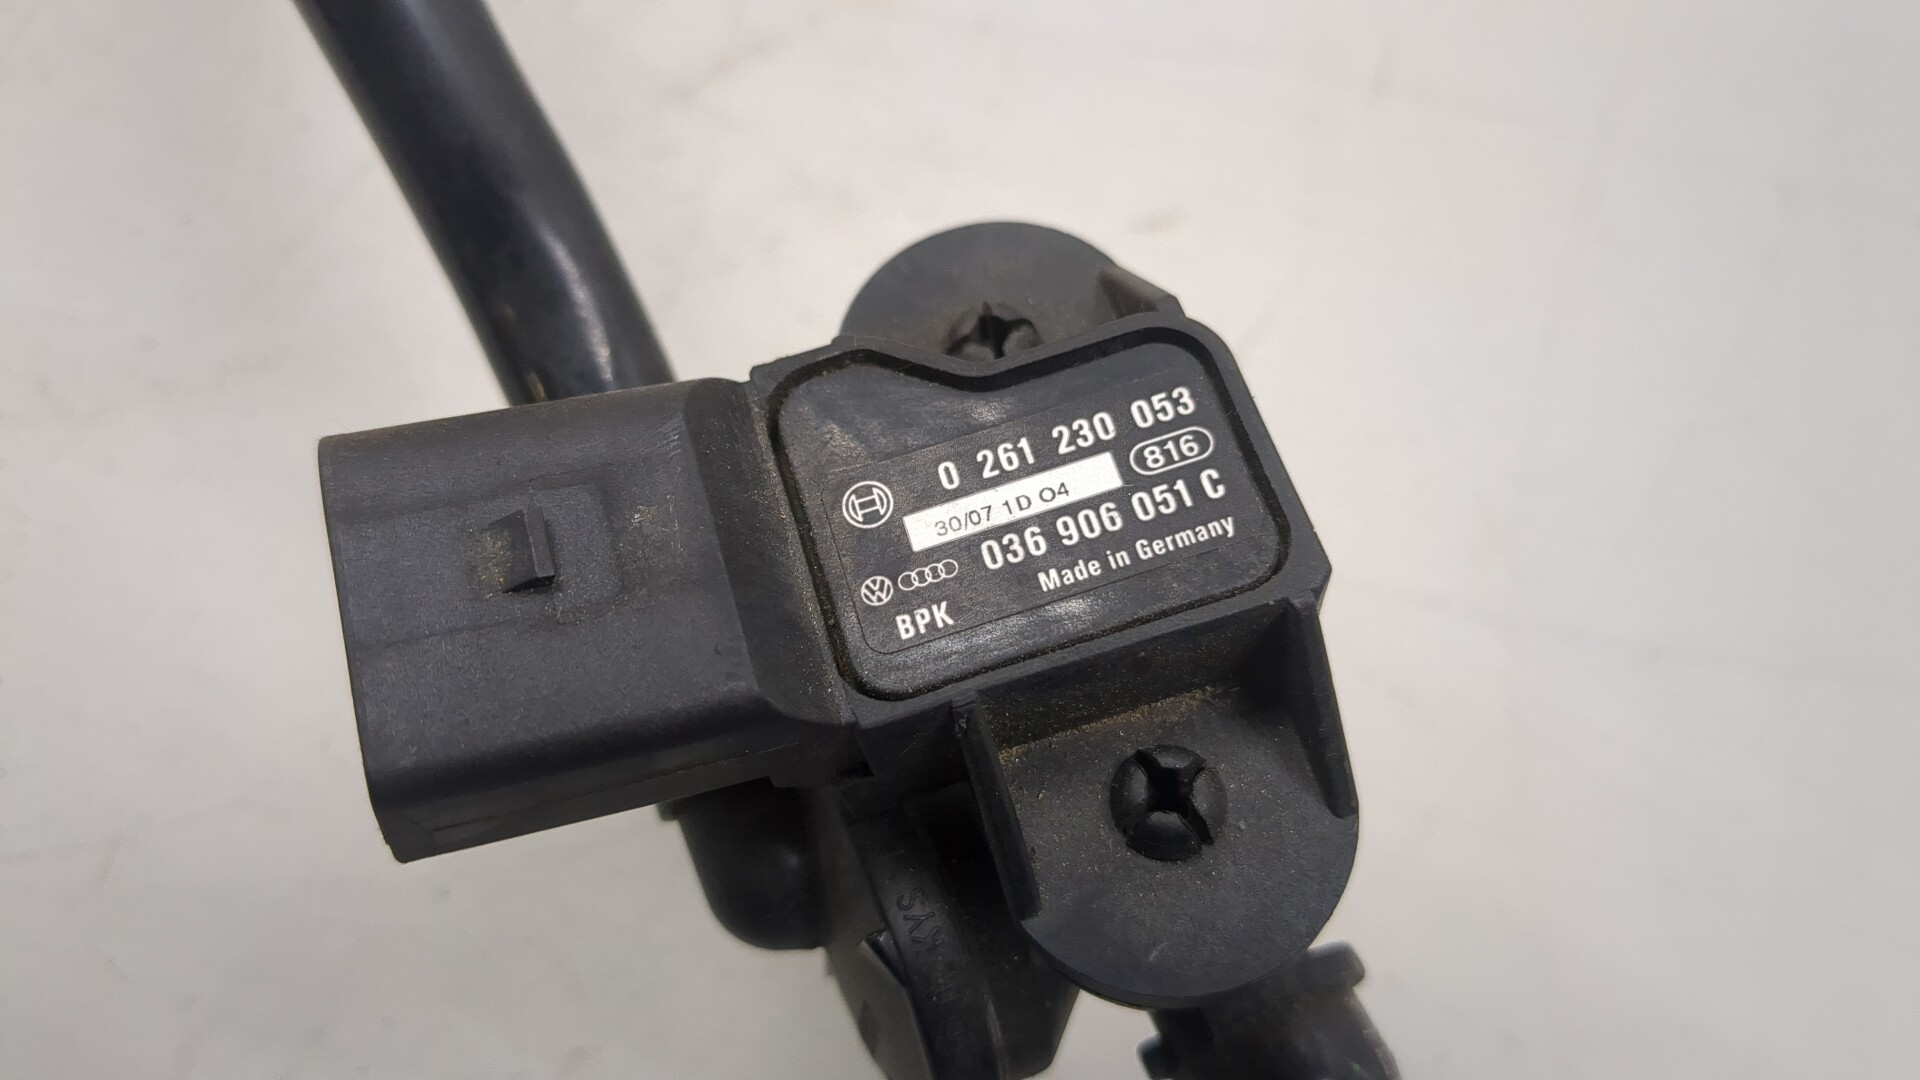 0 261 230 053
30/07 1D O4
816
036 906 051 C
Made in Germany
BPK